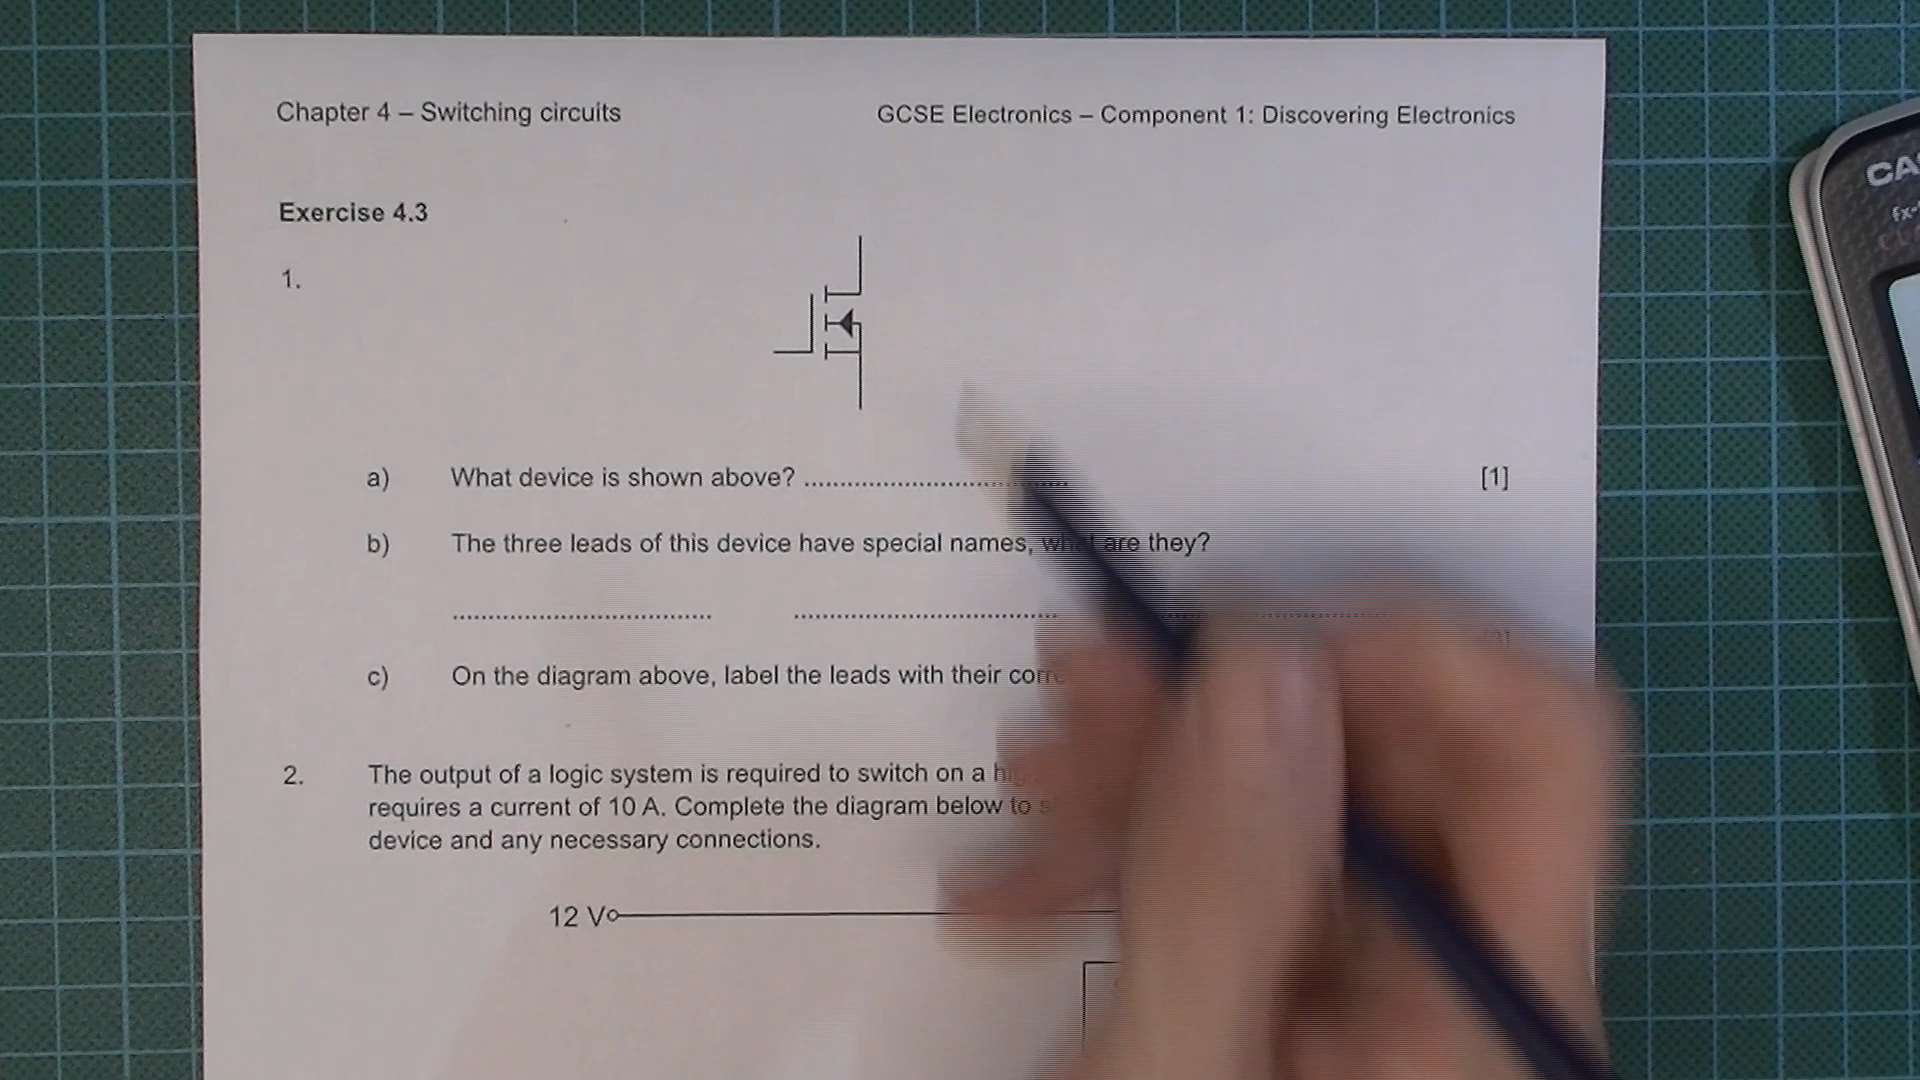 Chapter 4 – Switching circuits
GCSE Electronics – Component 1: Discovering Electronics
Exercise 4.3
1.
a) What device is shown above? ..................................... [1]
b) The three leads of this device have special names, what are they?
..................................... ..................................... .....................................
c) On the diagram above, label the leads with their
2. The output of a logic system is required to switch on a
requires a current of 10 A. Complete the diagram below to
device and any necessary connections.
12 V